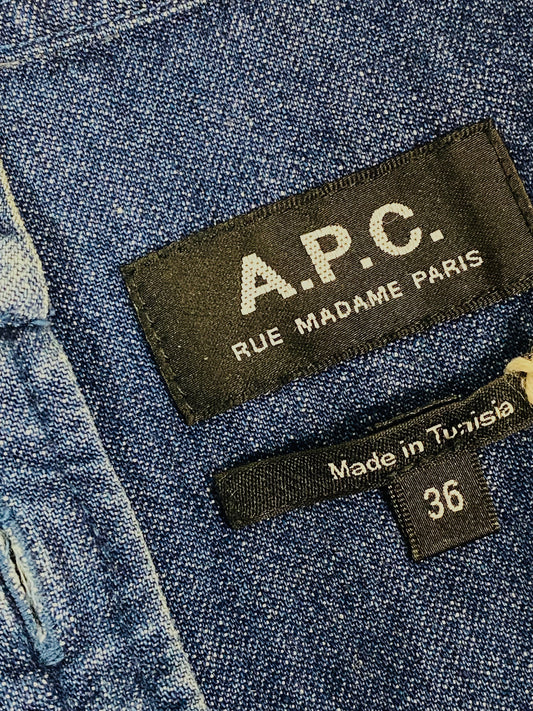 A.P.C.
RUE MADAME PARIS
Made in Tunisia
36